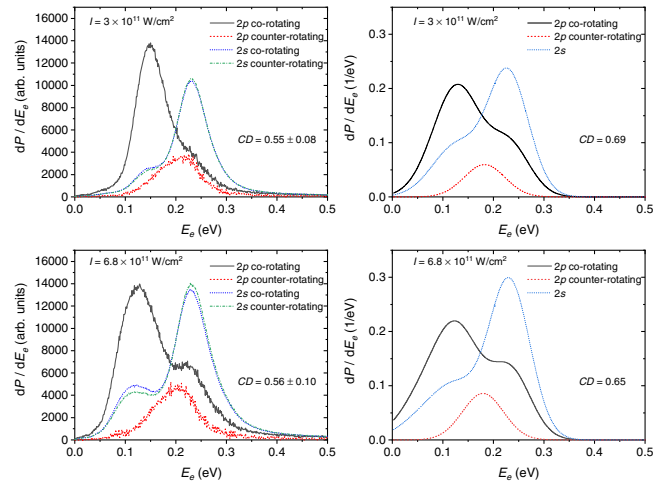 I = 3 × 10¹¹ W/cm²
2p co-rotating
2p counter-rotating
2s co-rotating
2s counter-rotating
CD = 0.55 ± 0.08
14000
12000
10000
8000
6000
4000
2000
0
dP / dEₑ (arb. units)
0.0 0.1 0.2 0.3 0.4 0.5
Eₑ (eV)
I = 3 × 10¹¹ W/cm²
2p co-rotating
2p counter-rotating
2s
CD = 0.69
0.3
0.2
0.1
0.0
dP / dEₑ (1/eV)
0.0 0.1 0.2 0.3 0.4 0.5
Eₑ (eV)
I = 6.8 × 10¹¹ W/cm²
2p co-rotating
2p counter-rotating
2s co-rotating
2s counter-rotating
CD = 0.56 ± 0.10
16000
14000
12000
10000
8000
6000
4000
2000
0
dP / dEₑ (arb. units)
0.0 0.1 0.2 0.3 0.4 0.5
Eₑ (eV)
I = 6.8 × 10¹¹ W/cm²
2p co-rotating
2p counter-rotating
2s
CD = 0.65
0.3
0.2
0.1
0.0
dP / dEₑ (1/eV)
0.0 0.1 0.2 0.3 0.4 0.5
Eₑ (eV)